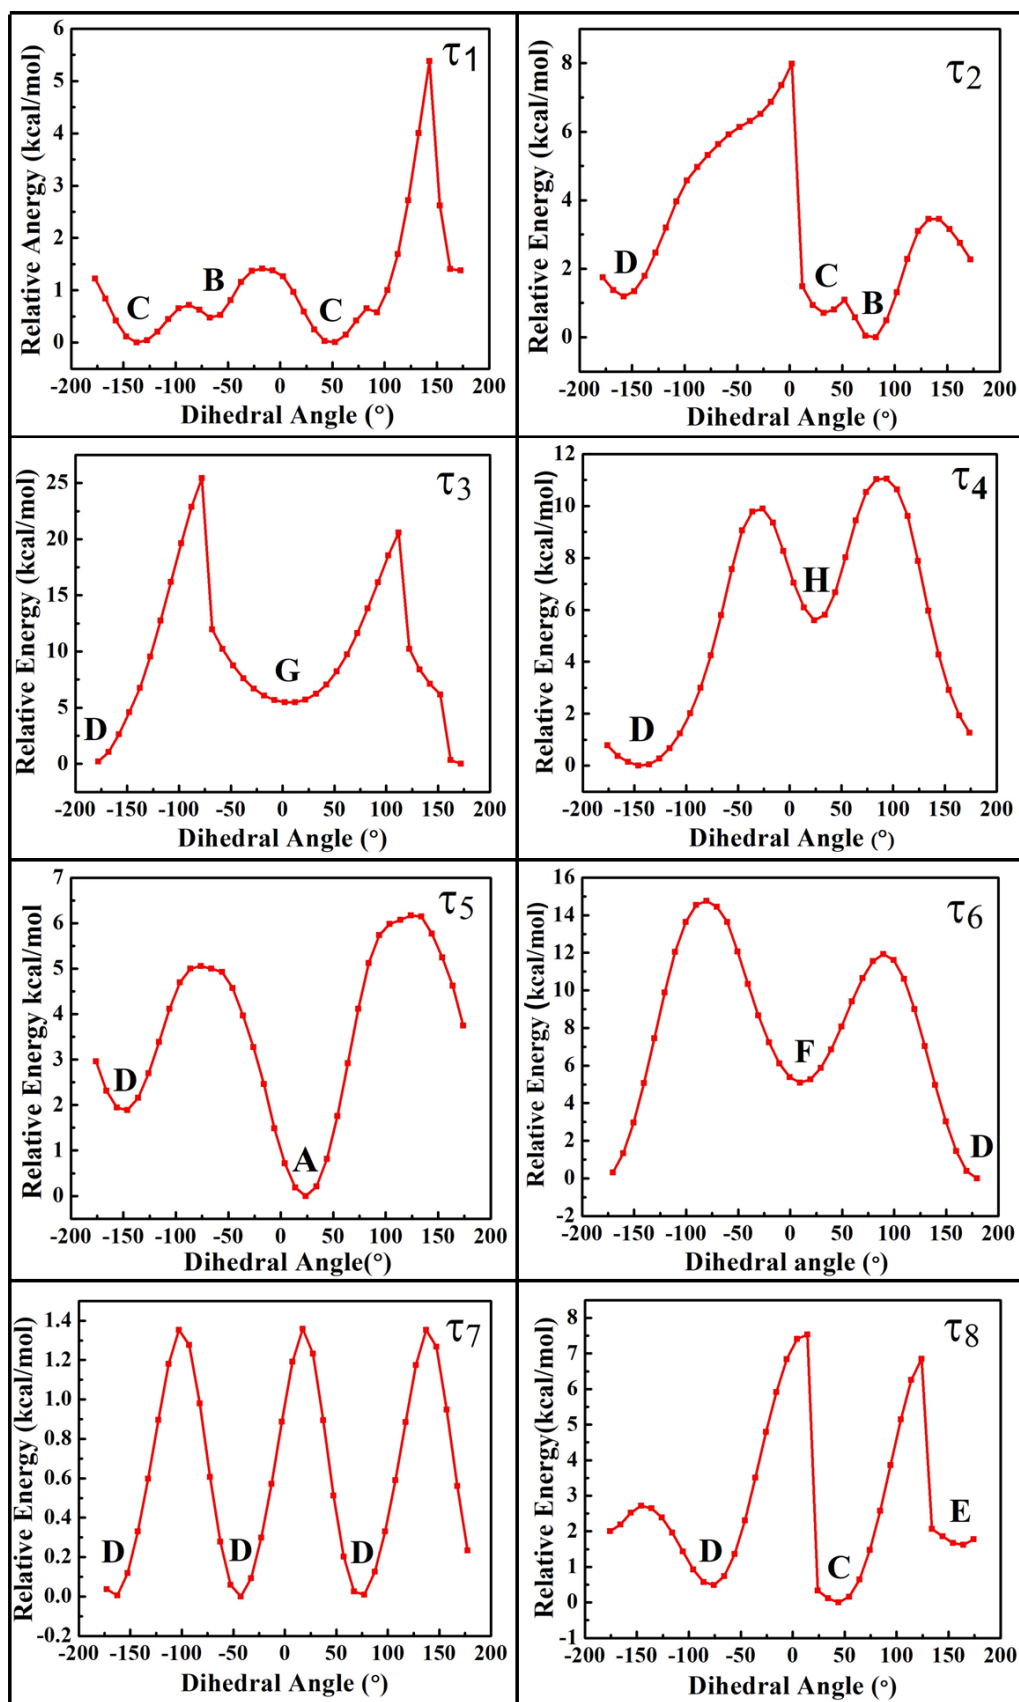 τ1
Relative Anergy (kcal/mol)
6
5
4
3
2
1
0
C
B
C
-200 -150 -100 -50 0 50 100 150 200
Dihedral Angle (°)
τ2
Relative Energy (kcal/mol)
8
6
4
2
0
D
C
B
-200 -150 -100 -50 0 50 100 150 200
Dihedral Angle (°)
τ3
Relative Energy (kcal/mol)
25
20
15
10
5
0
D
G
-200 -150 -100 -50 0 50 100 150 200
Dihedral Angle (°)
τ4
Relative Energy (kcal/mol)
12
10
8
6
4
2
0
D
H
-200 -150 -100 -50 0 50 100 150 200
Dihedral Angle (°)
τ5
Relative Energy kcal/mol
7
6
5
4
3
2
1
0
D
A
-200 -150 -100 -50 0 50 100 150 200
Dihedral Angle(°)
τ6
Relative Energy (kcal/mol)
16
14
12
10
8
6
4
2
0
-2
F
D
-200 -150 -100 -50 0 50 100 150 200
Dihedral angle (°)
τ7
Relative Energy (kcal/mol)
1.4
1.2
1.0
0.8
0.6
0.4
0.2
0.0
-0.2
D
D
D
-200 -150 -100 -50 0 50 100 150 200
Dihedral Angle (°)
τ8
Relative Energy(kcal/mol)
8
7
6
5
4
3
2
1
0
-1
D
C
E
-200 -150 -100 -50 0 50 100 150 200
Dihedral Angle (°)